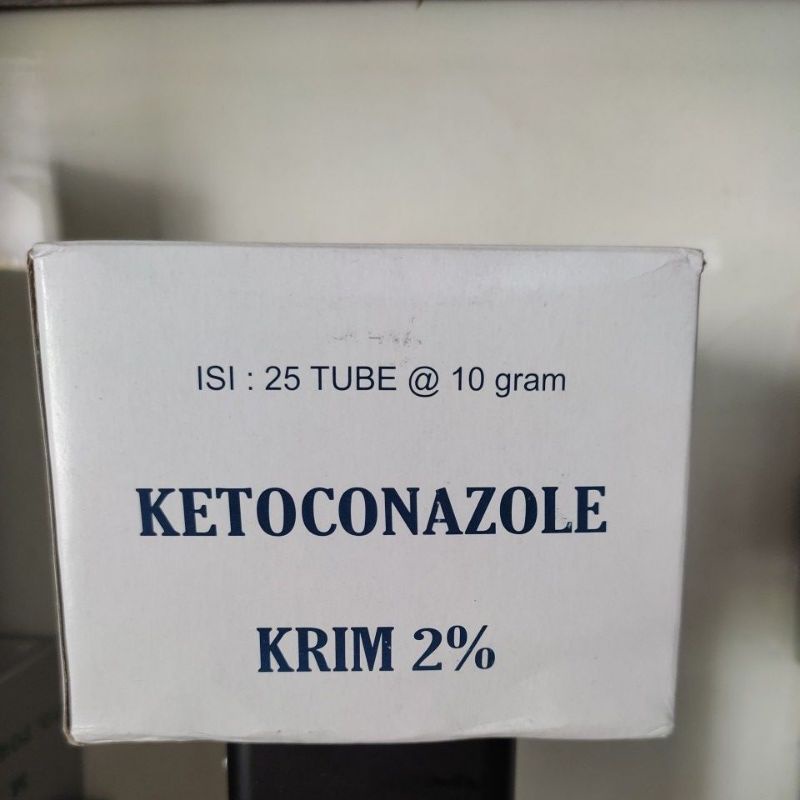 ISI : 25 TUBE @ 10 gram
KETOCONAZOLE
KRIM 2%